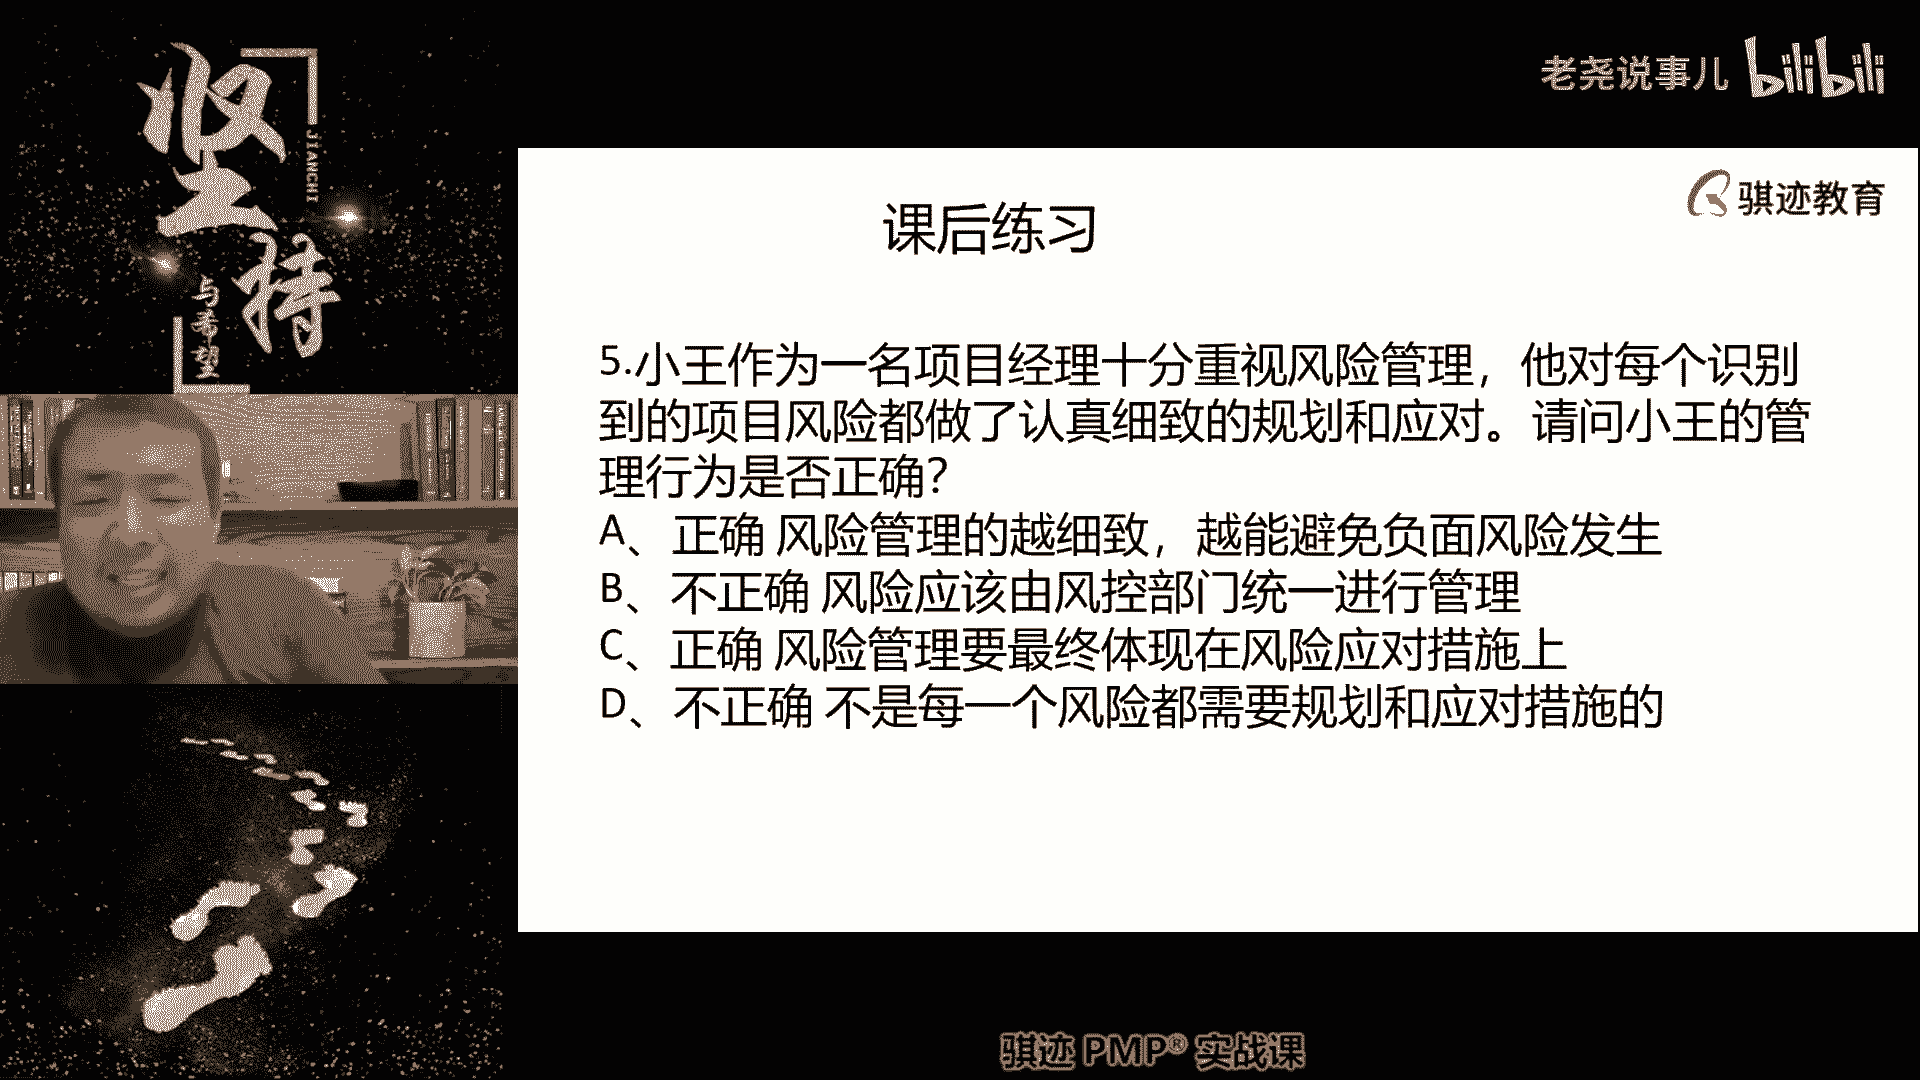 坚持
JIANCHI
与希望
老尧说事儿 bilibili
骐迹教育
课后练习
5.小王作为一名项目经理十分重视风险管理，他对每个识别
到的项目风险都做了认真细致的规划和应对。请问小王的管
理行为是否正确？
A、正确 风险管理的越细致，越能避免负面风险发生
B、不正确 风险应该由风控部门统一进行管理
C、正确 风险管理要最终体现在风险应对措施上
D、不正确 不是每一个风险都需要规划和应对措施的
骐迹 PMP® 实战课